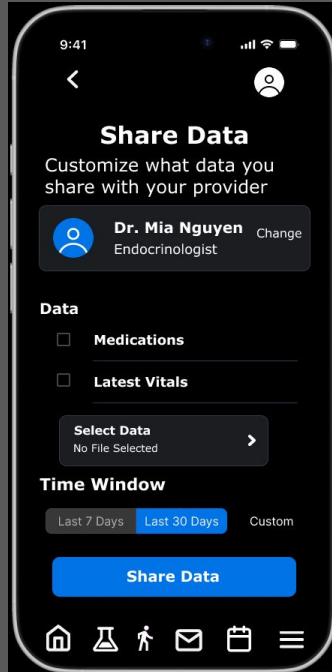 9:41
Share Data
Customize what data you
share with your provider
Dr. Mia Nguyen
Change
Endocrinologist
Data
Medications
Latest Vitals
Select Data
No File Selected
Time Window
Last 7 Days Last 30 Days Custom
Share Data